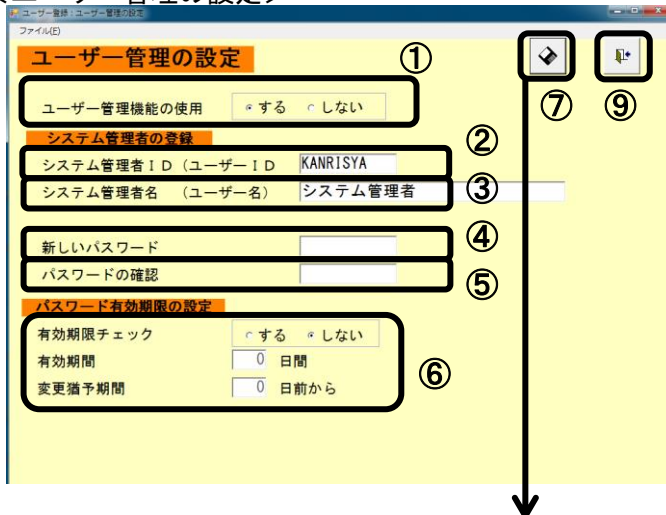 ユーザー登録：ユーザー管理の設定
ファイル(F)
ユーザー管理の設定
①
⑦ ⑨
ユーザー管理機能の使用 する しない
システム管理者の登録
②
システム管理者ＩＤ（ユーザーＩＤ KANRISYA
システム管理者名 （ユーザー名） システム管理者
③
新しいパスワード
④
パスワードの確認
⑤
パスワード有効期限の設定
有効期限チェック する しない
有効期間 0 日間
変更猶予期間 0 日前から
⑥